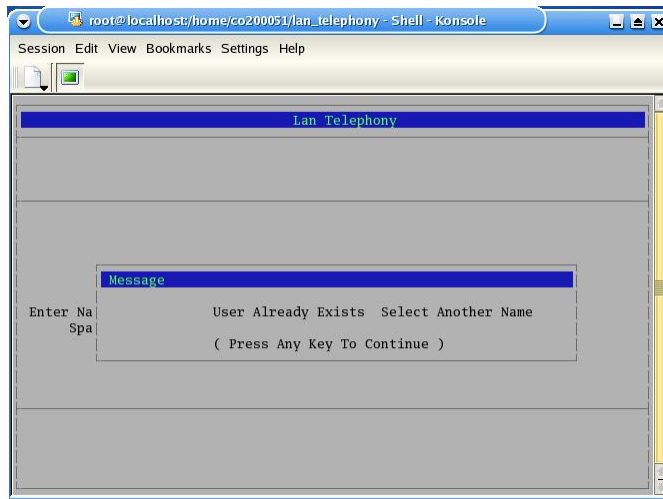 root@localhost:/home/co200051/lan_telephony - Shell - Konsole
Session Edit View Bookmarks Settings Help
Lan Telephony
Message
Enter Na User Already Exists Select Another Name
Spa
( Press Any Key To Continue )